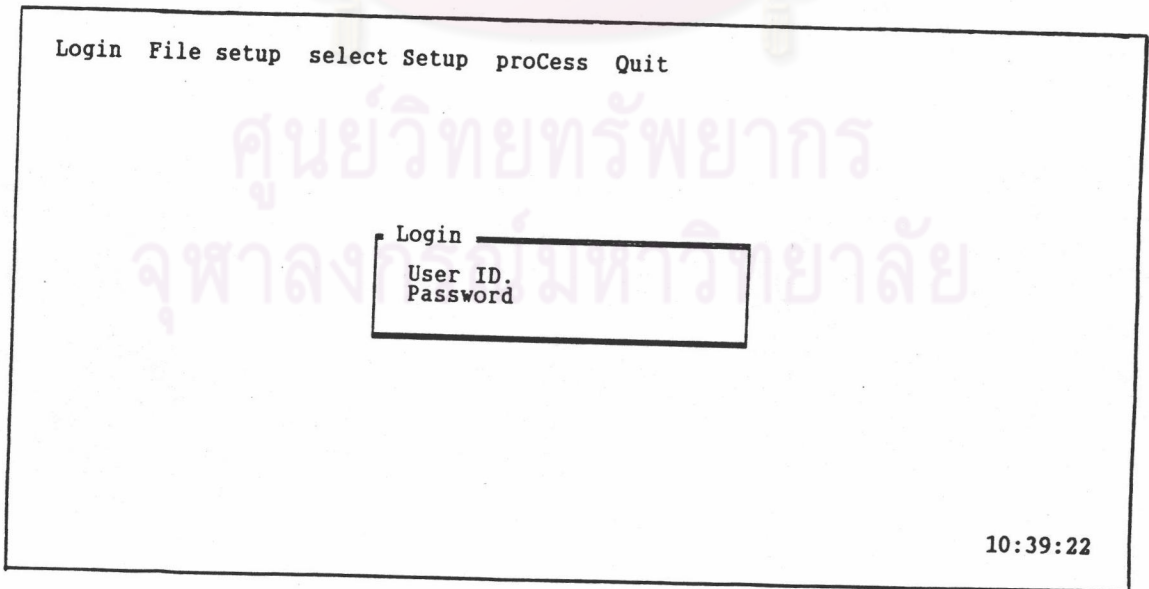 Login File setup select Setup proCess Quit
ศูนย์วิทยทรัพยากร
จุฬาลงกรณ์มหาวิทยาลัย
Login
User ID.
Password
10:39:22